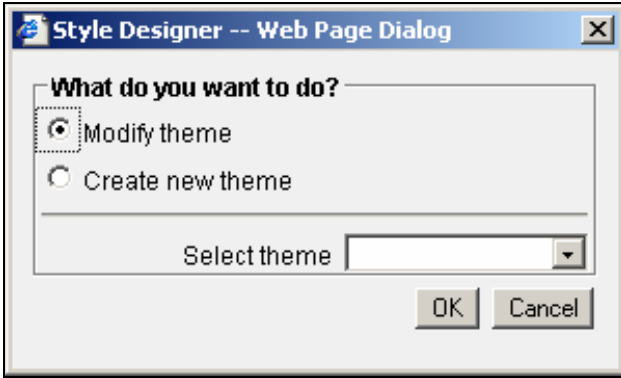 Style Designer -- Web Page Dialog
What do you want to do?
Modify theme
Create new theme
Select theme
OK Cancel